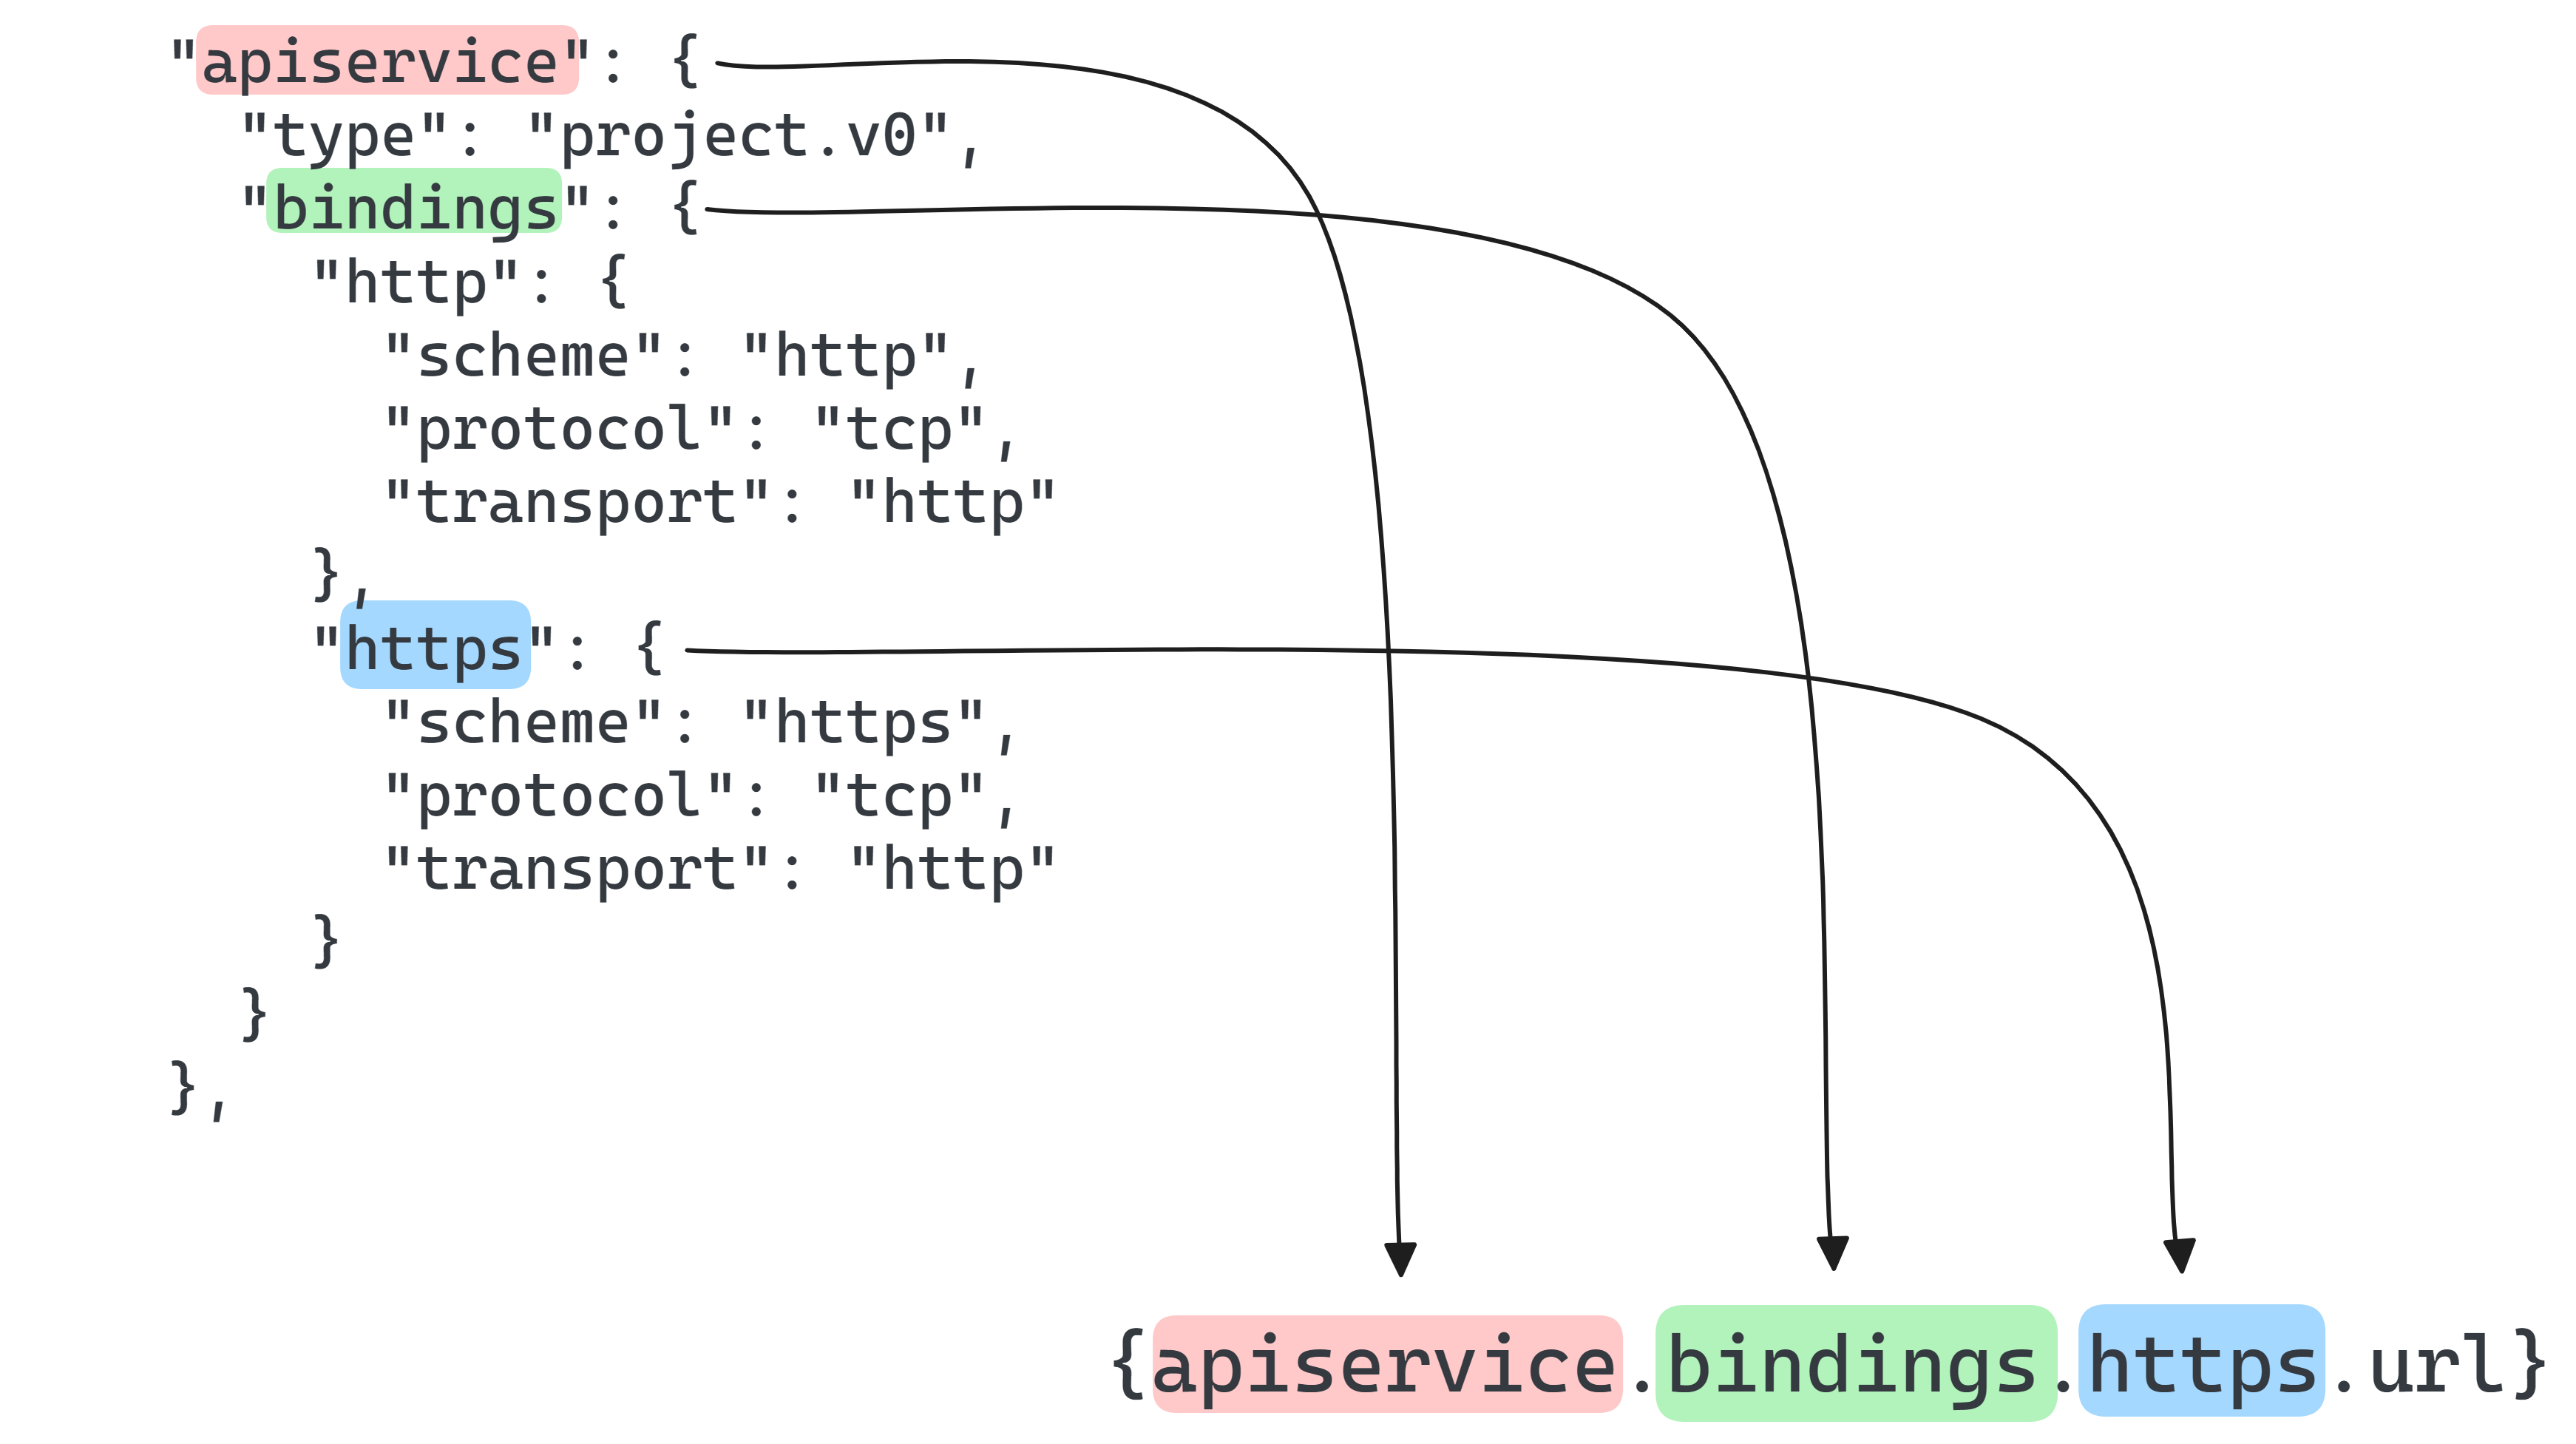 "apiservice": {
"type": "project.v0",
"bindings": {
"http": {
"scheme": "http",
"protocol": "tcp",
"transport": "http"
},
"https": {
"scheme": "https",
"protocol": "tcp",
"transport": "http"
}
}
},
{apiservice.bindings.https.url}